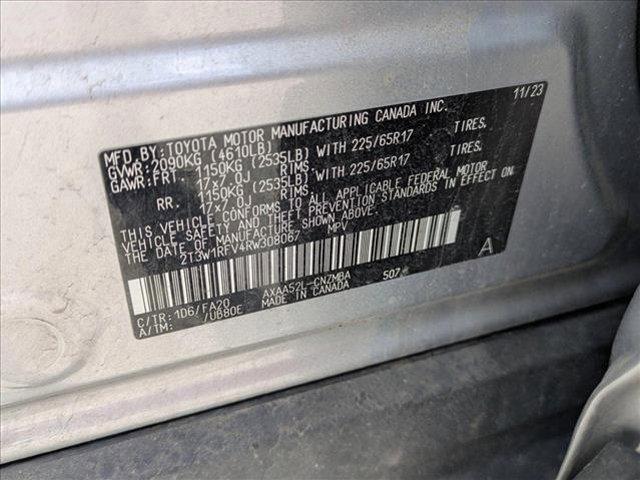 11/23
MFD.BY: TOYOTA MOTOR MANUFACTURING CANADA INC.
GVWR: 2090KG (4610LB)
GAWR: FRT. 1150KG (2535LB) WITH 225/65R17 TIRES.
17X7.0J RIMS.
RR. 1150KG (2535LB) WITH 225/65R17 TIRES.
17X7.0J RIMS.
THIS VEHICLE CONFORMS TO ALL APPLICABLE FEDERAL MOTOR
VEHICLE SAFETY AND THEFT PREVENTION STANDARDS IN EFFECT ON
THE DATE OF MANUFACTURE SHOWN ABOVE.
2T3W1RFV4RW308067 MPV
A
C/TR: 1D6/FA20 AXAA52L-CNZMBA 507
A/TM: /UB80E MADE IN CANADA